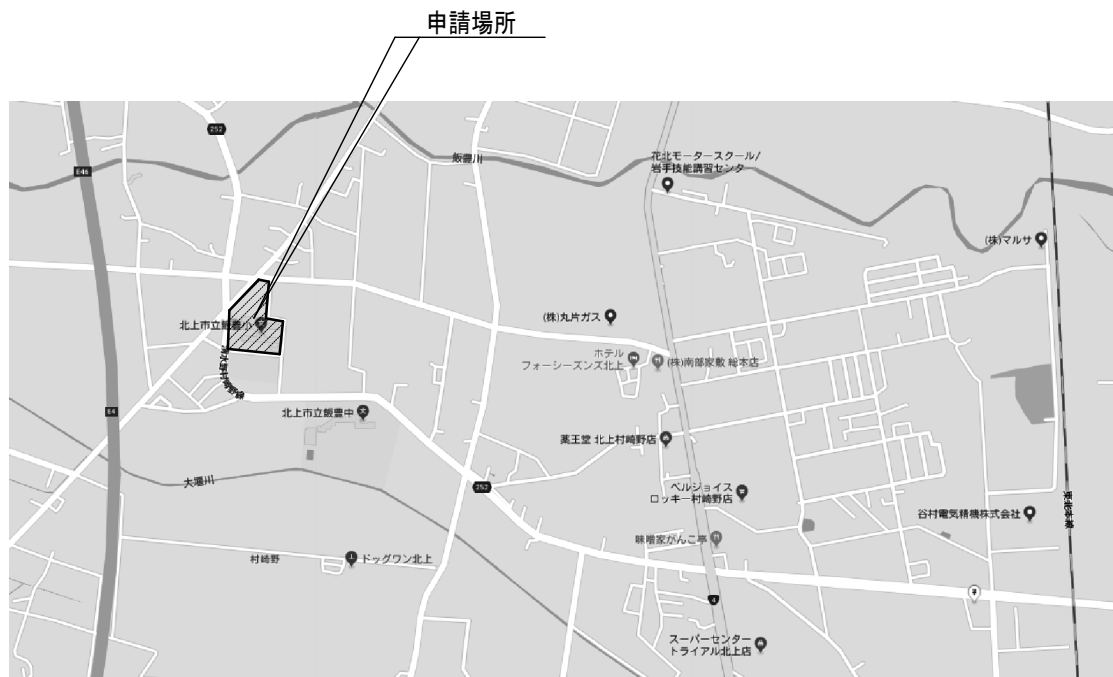 申請場所
252
飯豊川
花北モータースクール/
岩手技能講習センタ
E46
(株)マルサ
北上市立飯豊小
(株)丸片ガス
ホテル
フォーシーズンズ北上
(株)南部家敷 総本店
E4
北上市立飯豊中
薬王堂 北上村崎野店
大堰川
252
ベルジョイス
ロッキー村崎野店
谷村電気精機株式会社
東北本線
味噌家がんこ亭
村崎野
ドッグワン北上
4
スーパーセンター
トライアル北上店